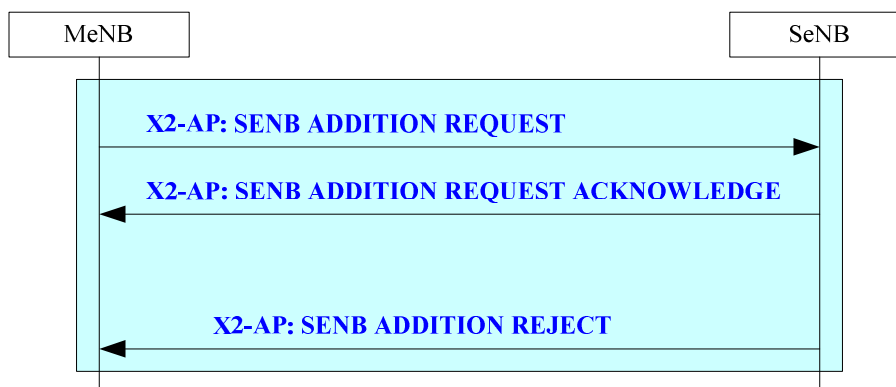 MeNB
SeNB
X2-AP: SENB ADDITION REQUEST
X2-AP: SENB ADDITION REQUEST ACKNOWLEDGE
X2-AP: SENB ADDITION REJECT